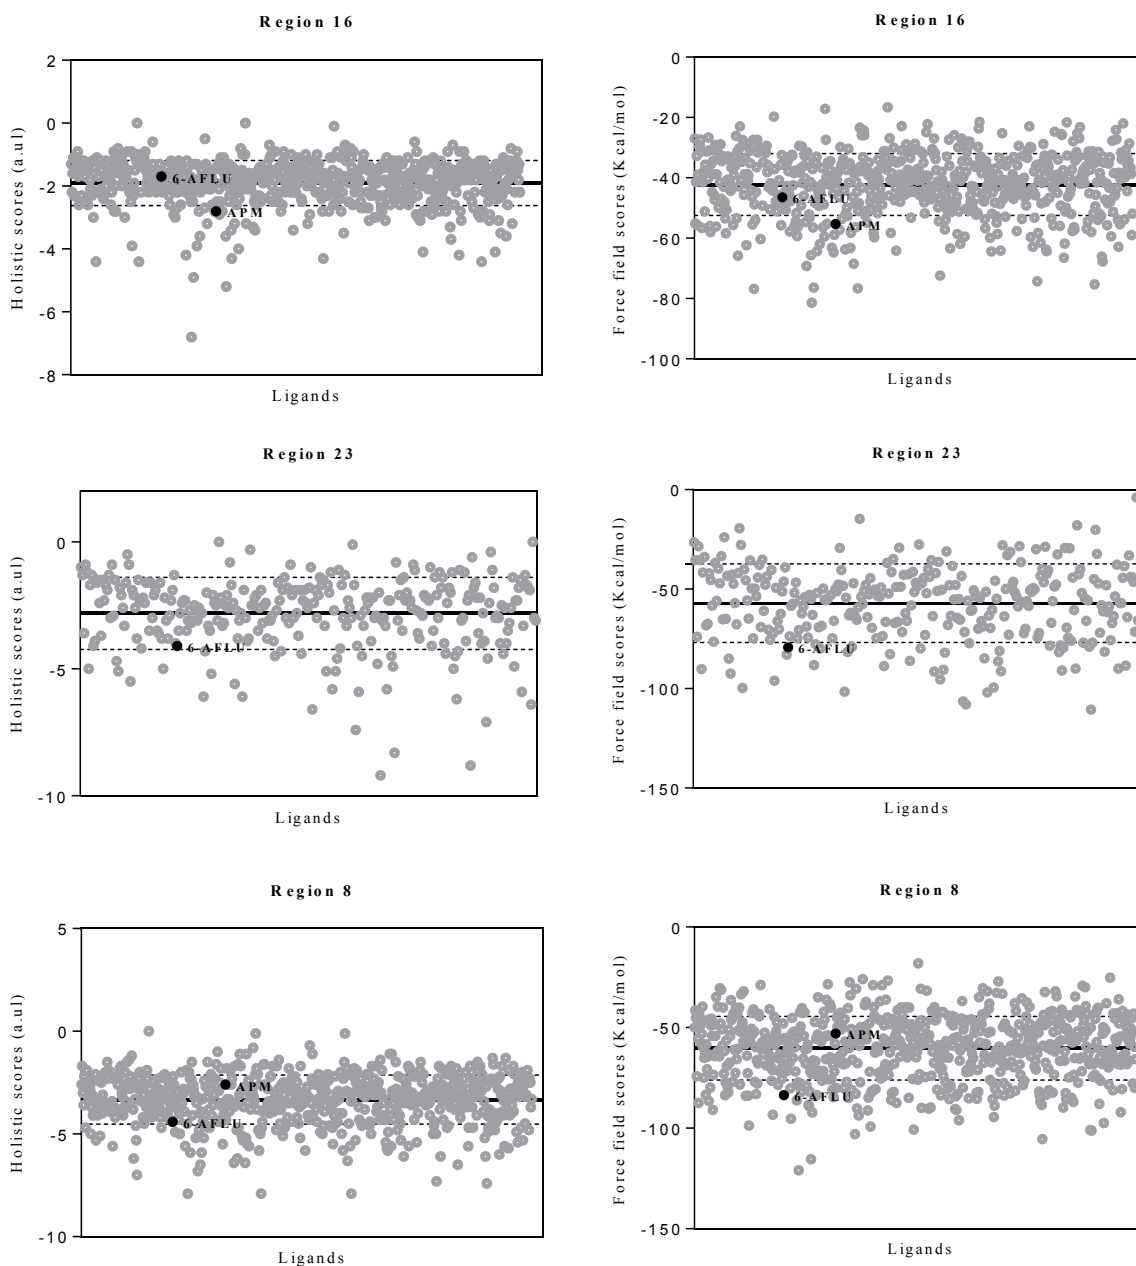 Region 16
2
0
-2
-4
-6
-8
Holistic scores (a.ul)
6-AFLU
APM
Ligands
Region 16
0
-20
-40
-60
-80
-100
Force field scores (Kcal/mol)
6-AFLU
APM
Ligands
Region 23
0
-5
-10
Holistic scores (a.ul)
6-AFLU
Ligands
Region 23
0
-50
-100
-150
Force field scores (Kcal/mol)
6-AFLU
Ligands
Region 8
5
0
-5
-10
Holistic scores (a.ul)
APM
6-AFLU
Ligands
Region 8
0
-50
-100
-150
Force field scores (Kcal/mol)
APM
6-AFLU
Ligands